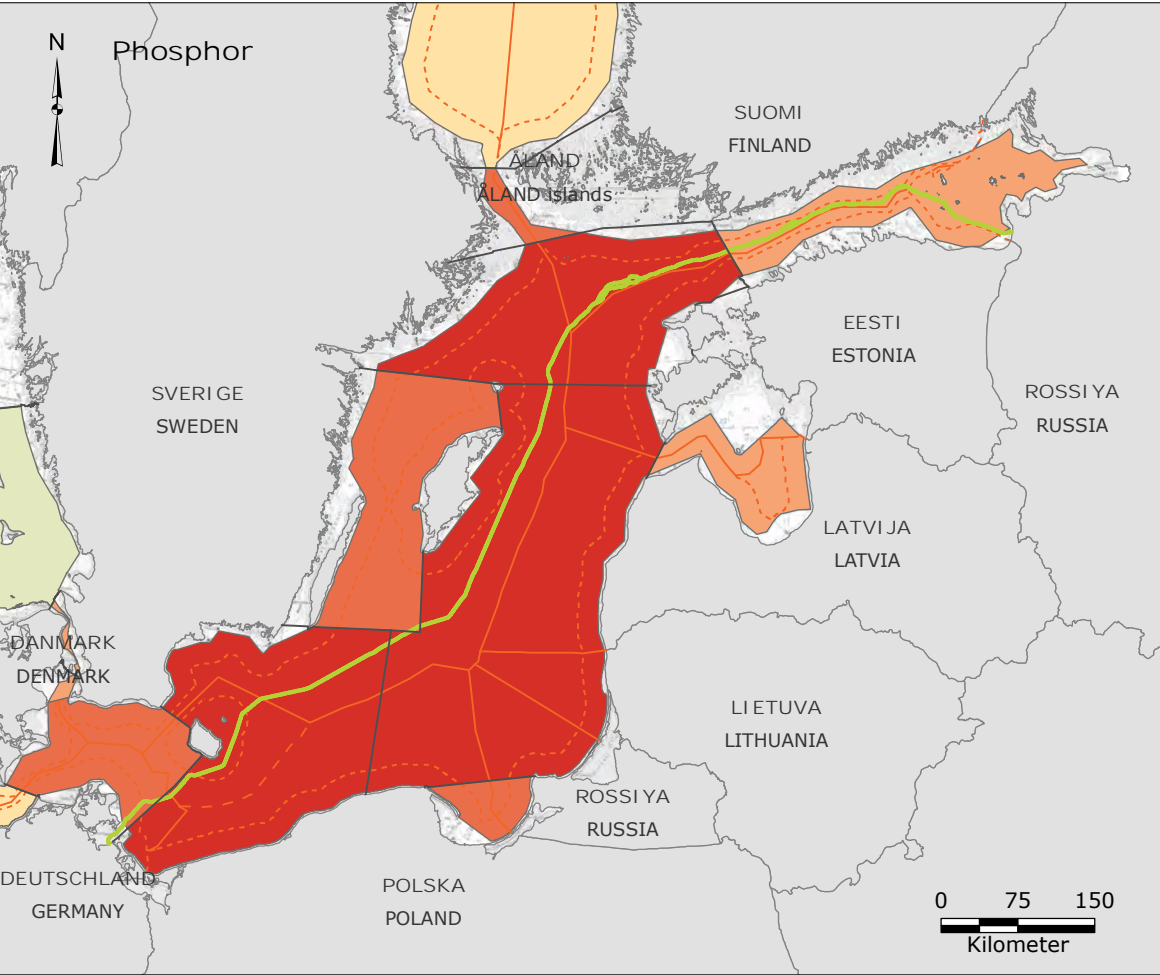 N
Phosphor
SUOMI
FINLAND
ÅLAND
ÅLAND islands
EESTI
ESTONIA
SVERIGE
SWEDEN
ROSSIYA
RUSSIA
LATVIJA
LATVIA
DANMARK
DENMARK
LIETUVA
LITHUANIA
ROSSIYA
RUSSIA
DEUTSCHLAND
GERMANY
POLSKA
POLAND
0 75 150
Kilometer